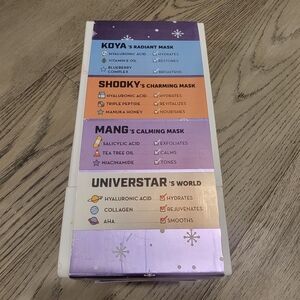 KOYA 'S RADIANT MASK
HYALURONIC ACID HYDRATES
VITAMIN E OIL RESTORES
BLUEBERRY
COMPLEX BRIGHTENS
SHOOKY'S CHARMING MASK
HYALURONIC ACID HYDRATES
TRIPLE PEPTIDE REVITALIZES
MANUKA HONEY NOURISHES
MANG'S CALMING MASK
SALICYLIC ACID EXFOLIATES
TEA TREE OIL CALMS
NIACINAMIDE TONES
UNIVERSTAR 'S WORLD
HYALURONIC ACID HYDRATES
COLLAGEN REJUVENATES
AHA SMOOTHS